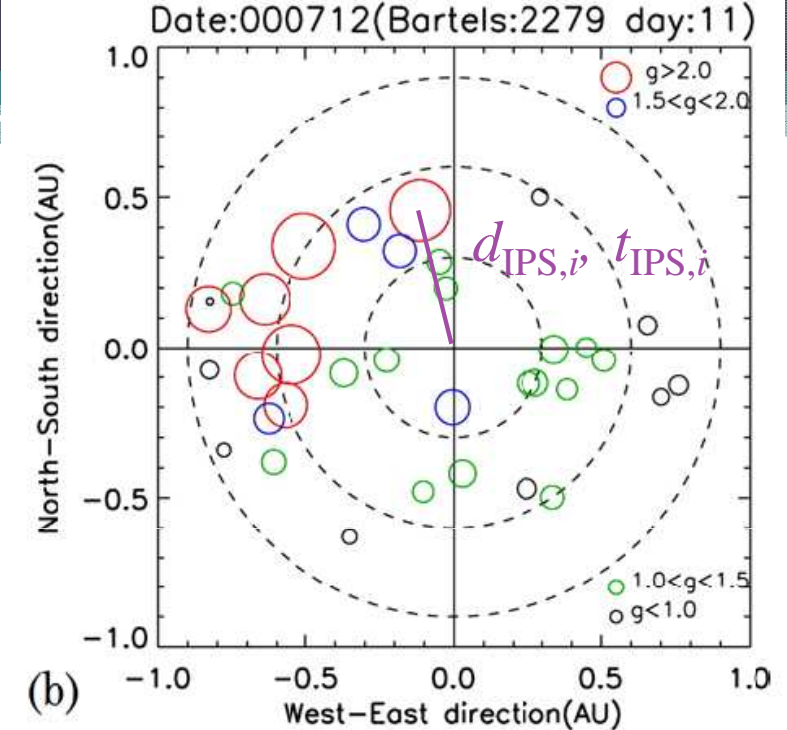 Date:000712(Bartels:2279 day:11)
1.0
g>2.0
1.5<g<2.0
0.5
dIPS,i, tIPS,i
North−South direction(AU)
0.0
−0.5
1.0<g<1.5
g<1.0
−1.0
−1.0 −0.5 0.0 0.5 1.0
(b)
West−East direction(AU)